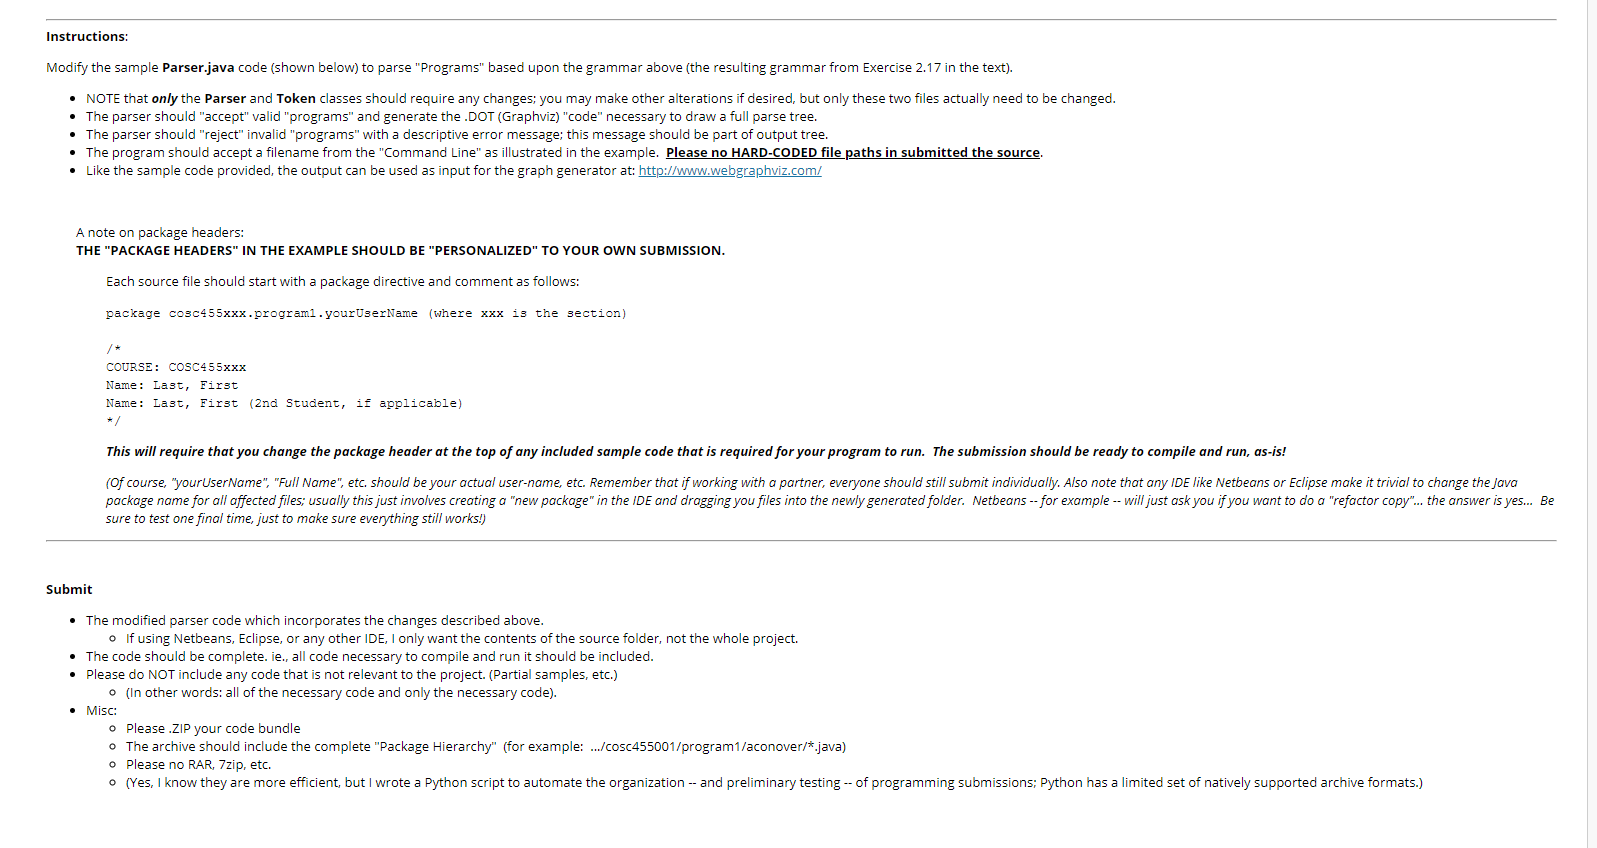 Instructions:
Modify the sample Parser.java code (shown below) to parse "Programs" based upon the grammar above (the resulting grammar from Exercise 2.17 in the text).
• NOTE that only the Parser and Token classes should require any changes; you may make other alterations if desired, but only these two files actually need to be changed.
• The parser should "accept" valid "programs" and generate the .DOT (Graphviz) "code" necessary to draw a full parse tree.
• The parser should "reject" invalid "programs" with a descriptive error message; this message should be part of output tree.
• The program should accept a filename from the "Command Line" as illustrated in the example. Please no HARD-CODED file paths in submitted the source.
• Like the sample code provided, the output can be used as input for the graph generator at: http://www.webgraphviz.com/
A note on package headers:
THE "PACKAGE HEADERS" IN THE EXAMPLE SHOULD BE "PERSONALIZED" TO YOUR OWN SUBMISSION.
Each source file should start with a package directive and comment as follows:
package cosc455xxx.program1.yourUserName (where xxx is the section)
/*
COURSE: COSC455xxx
Name: Last, First
Name: Last, First (2nd Student, if applicable)
*/
This will require that you change the package header at the top of any included sample code that is required for your program to run. The submission should be ready to compile and run, as-is!
(Of course, "yourUserName", "Full Name", etc. should be your actual user-name, etc. Remember that if working with a partner, everyone should still submit individually. Also note that any IDE like Netbeans or Eclipse make it trivial to change the Java
package name for all affected files; usually this just involves creating a "new package" in the IDE and dragging you files into the newly generated folder. Netbeans -- for example -- will just ask you if you want to do a "refactor copy"... the answer is yes... Be
sure to test one final time, just to make sure everything still works!)
Submit
• The modified parser code which incorporates the changes described above.
◦ If using Netbeans, Eclipse, or any other IDE, I only want the contents of the source folder, not the whole project.
• The code should be complete. ie., all code necessary to compile and run it should be included.
• Please do NOT include any code that is not relevant to the project. (Partial samples, etc.)
◦ (In other words: all of the necessary code and only the necessary code).
• Misc:
◦ Please .ZIP your code bundle
◦ The archive should include the complete "Package Hierarchy" (for example: .../cosc455001/program1/aconover/*.java)
◦ Please no RAR, 7zip, etc.
◦ (Yes, I know they are more efficient, but I wrote a Python script to automate the organization -- and preliminary testing -- of programming submissions; Python has a limited set of natively supported archive formats.)